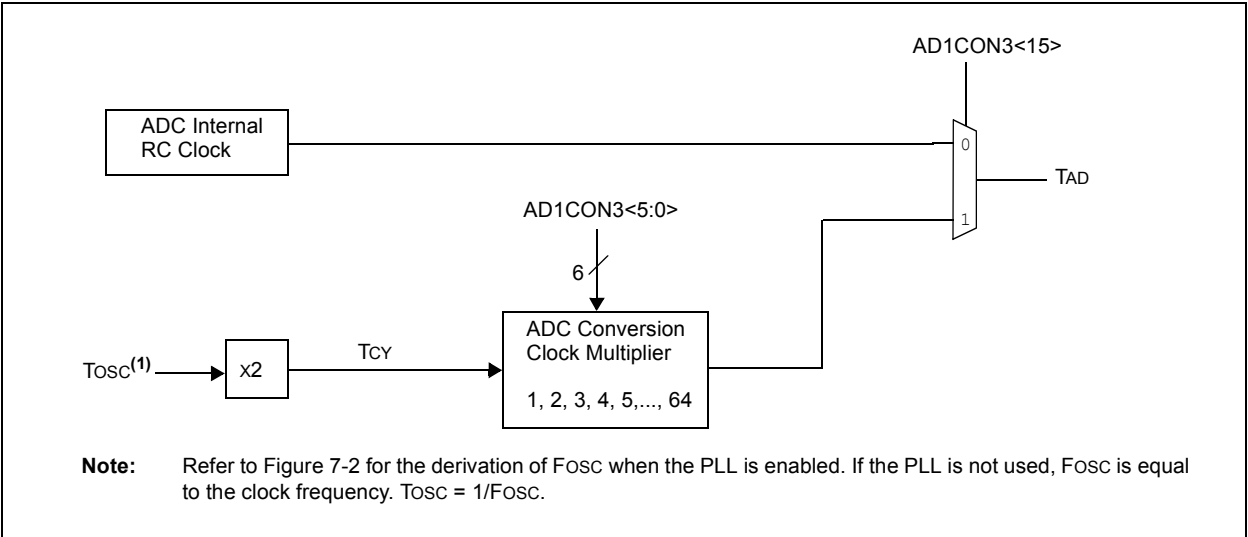 AD1CON3<15>
ADC Internal
RC Clock
0
TAD
AD1CON3<5:0>
1
6
ADC Conversion
Clock Multiplier
1, 2, 3, 4, 5,..., 64
TOSC(1)
x2
TCY
Note: Refer to Figure 7-2 for the derivation of FOSC when the PLL is enabled. If the PLL is not used, FOSC is equal
to the clock frequency. TOSC = 1/FOSC.